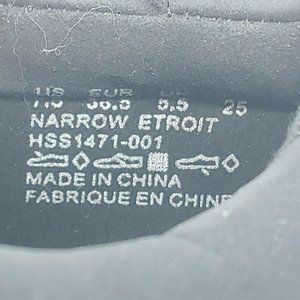 US EUR
7.5 38.5 5.5 25
NARROW ETROIT
HSS1471-001
MADE IN CHINA
FABRIQUE EN CHINE